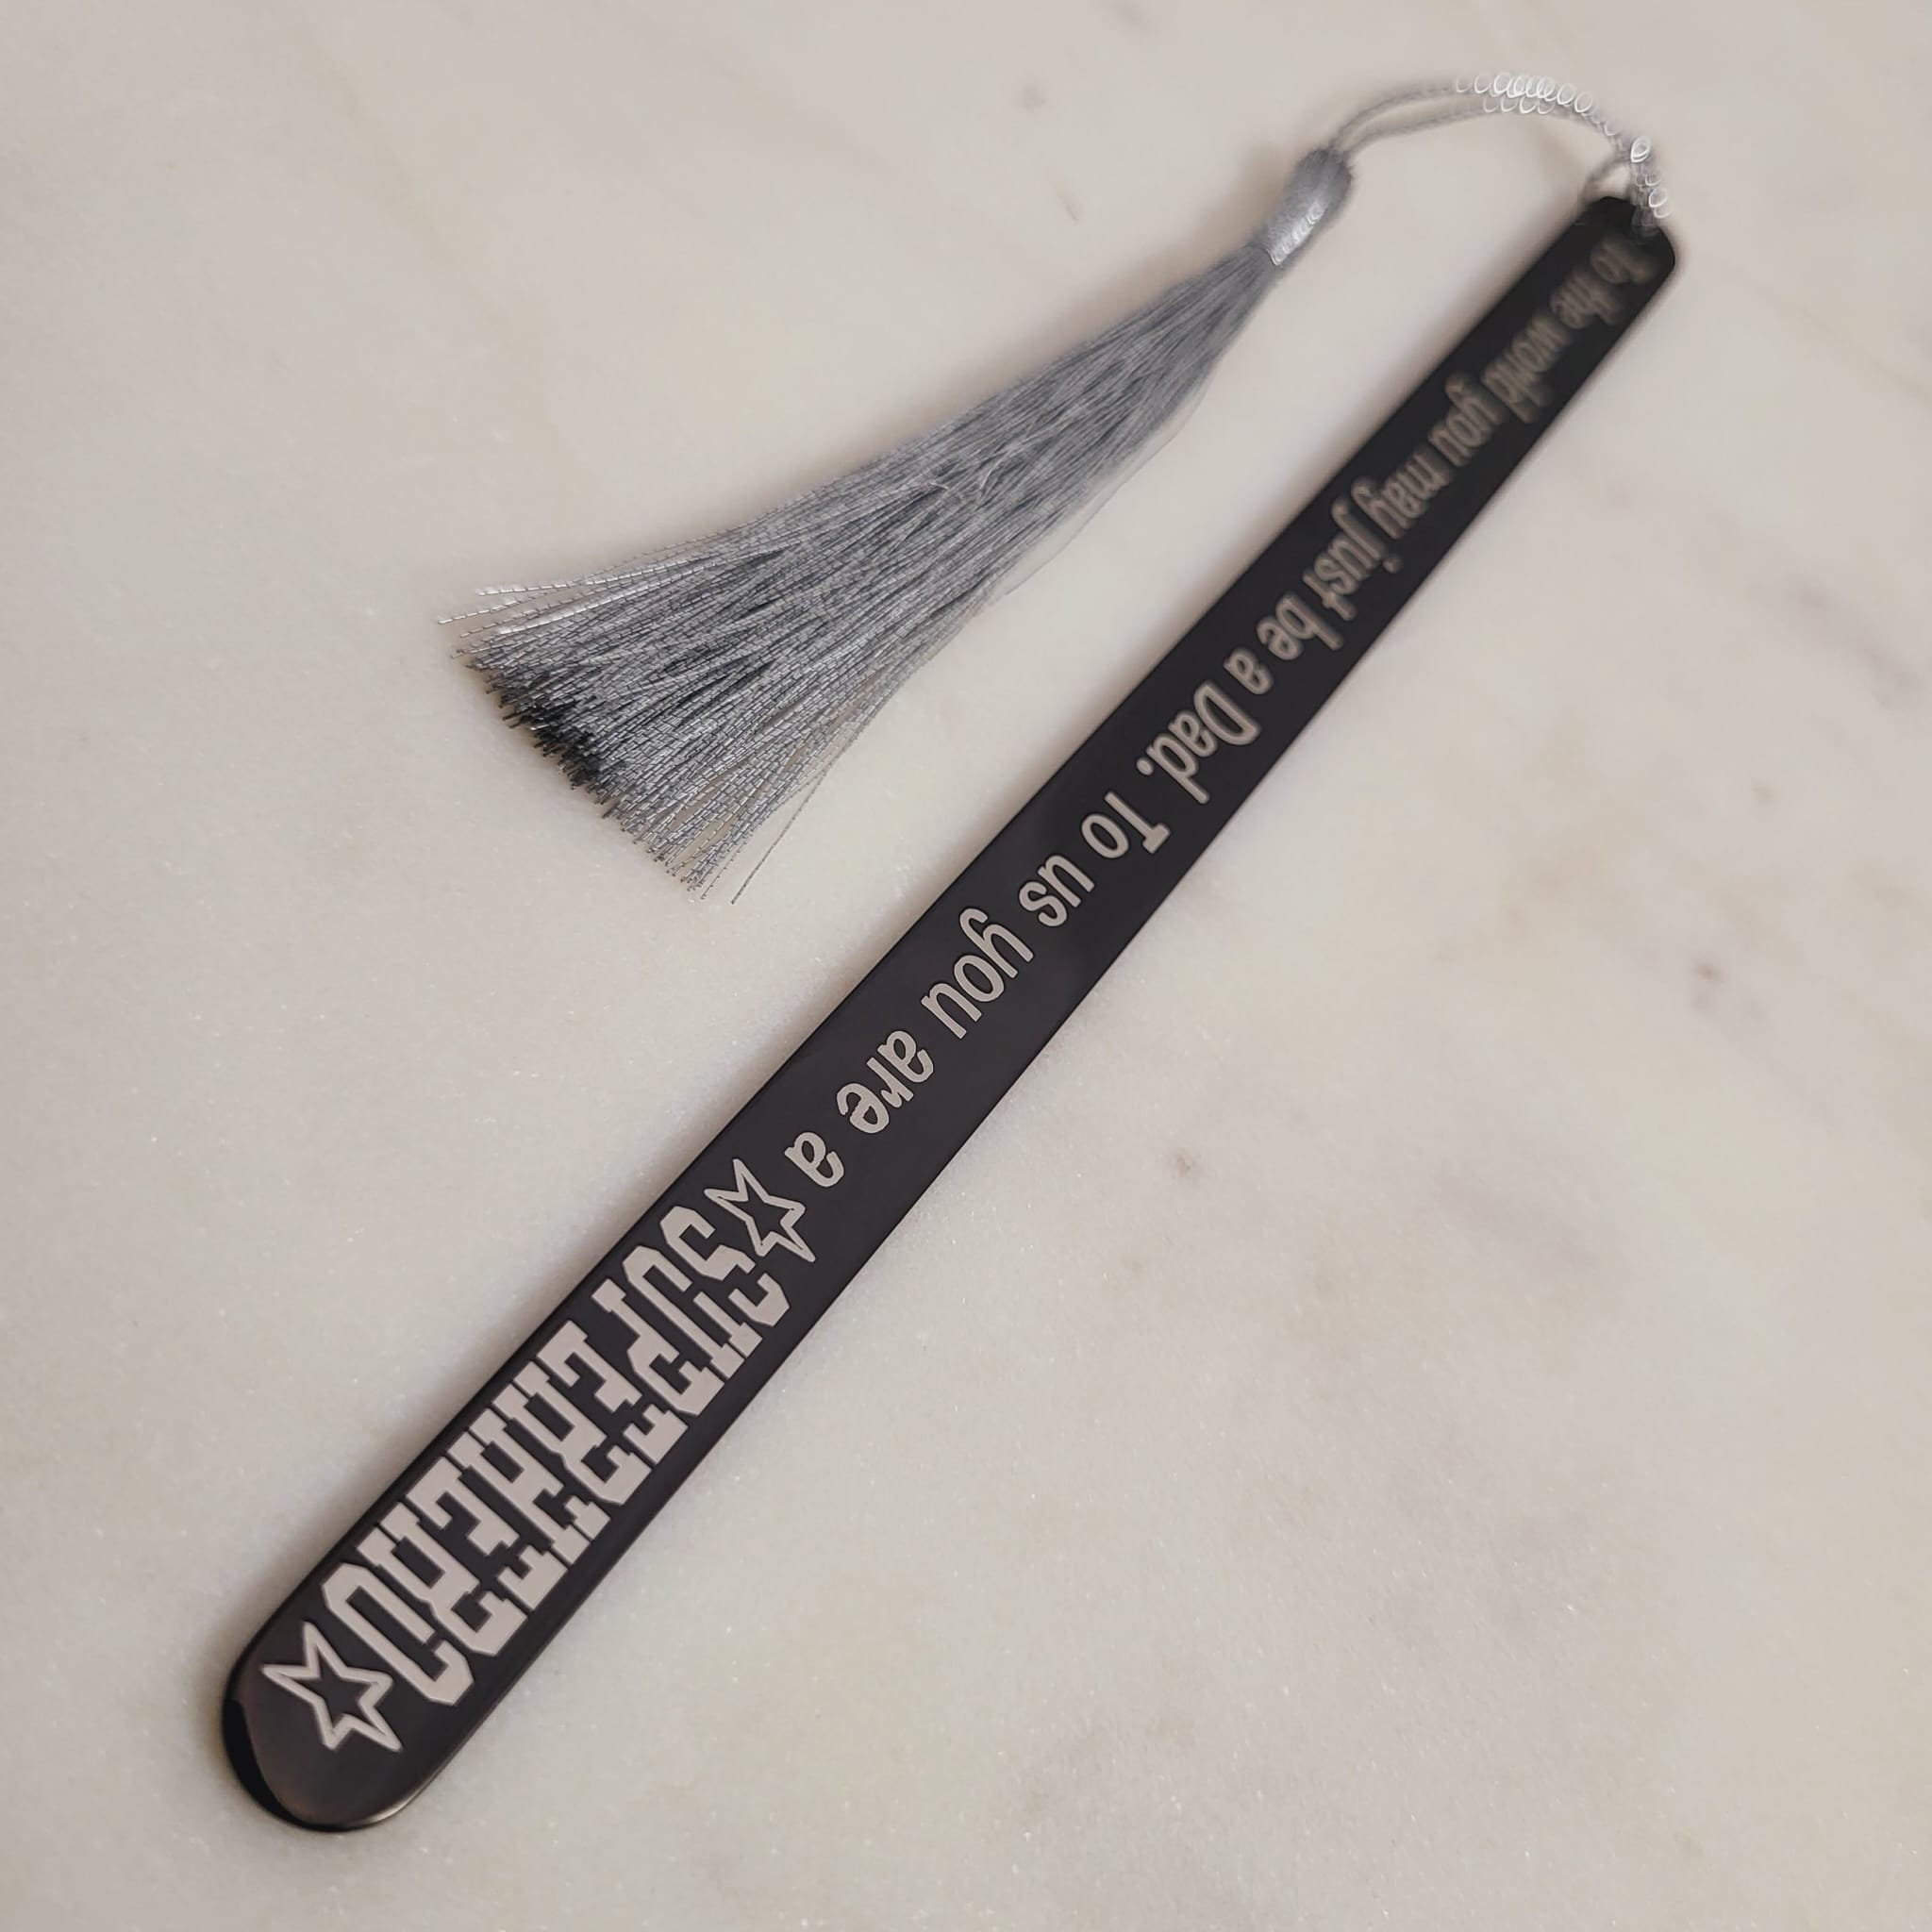 To the world you may just be a Dad. To us you are a ☆SUPERHERO☆